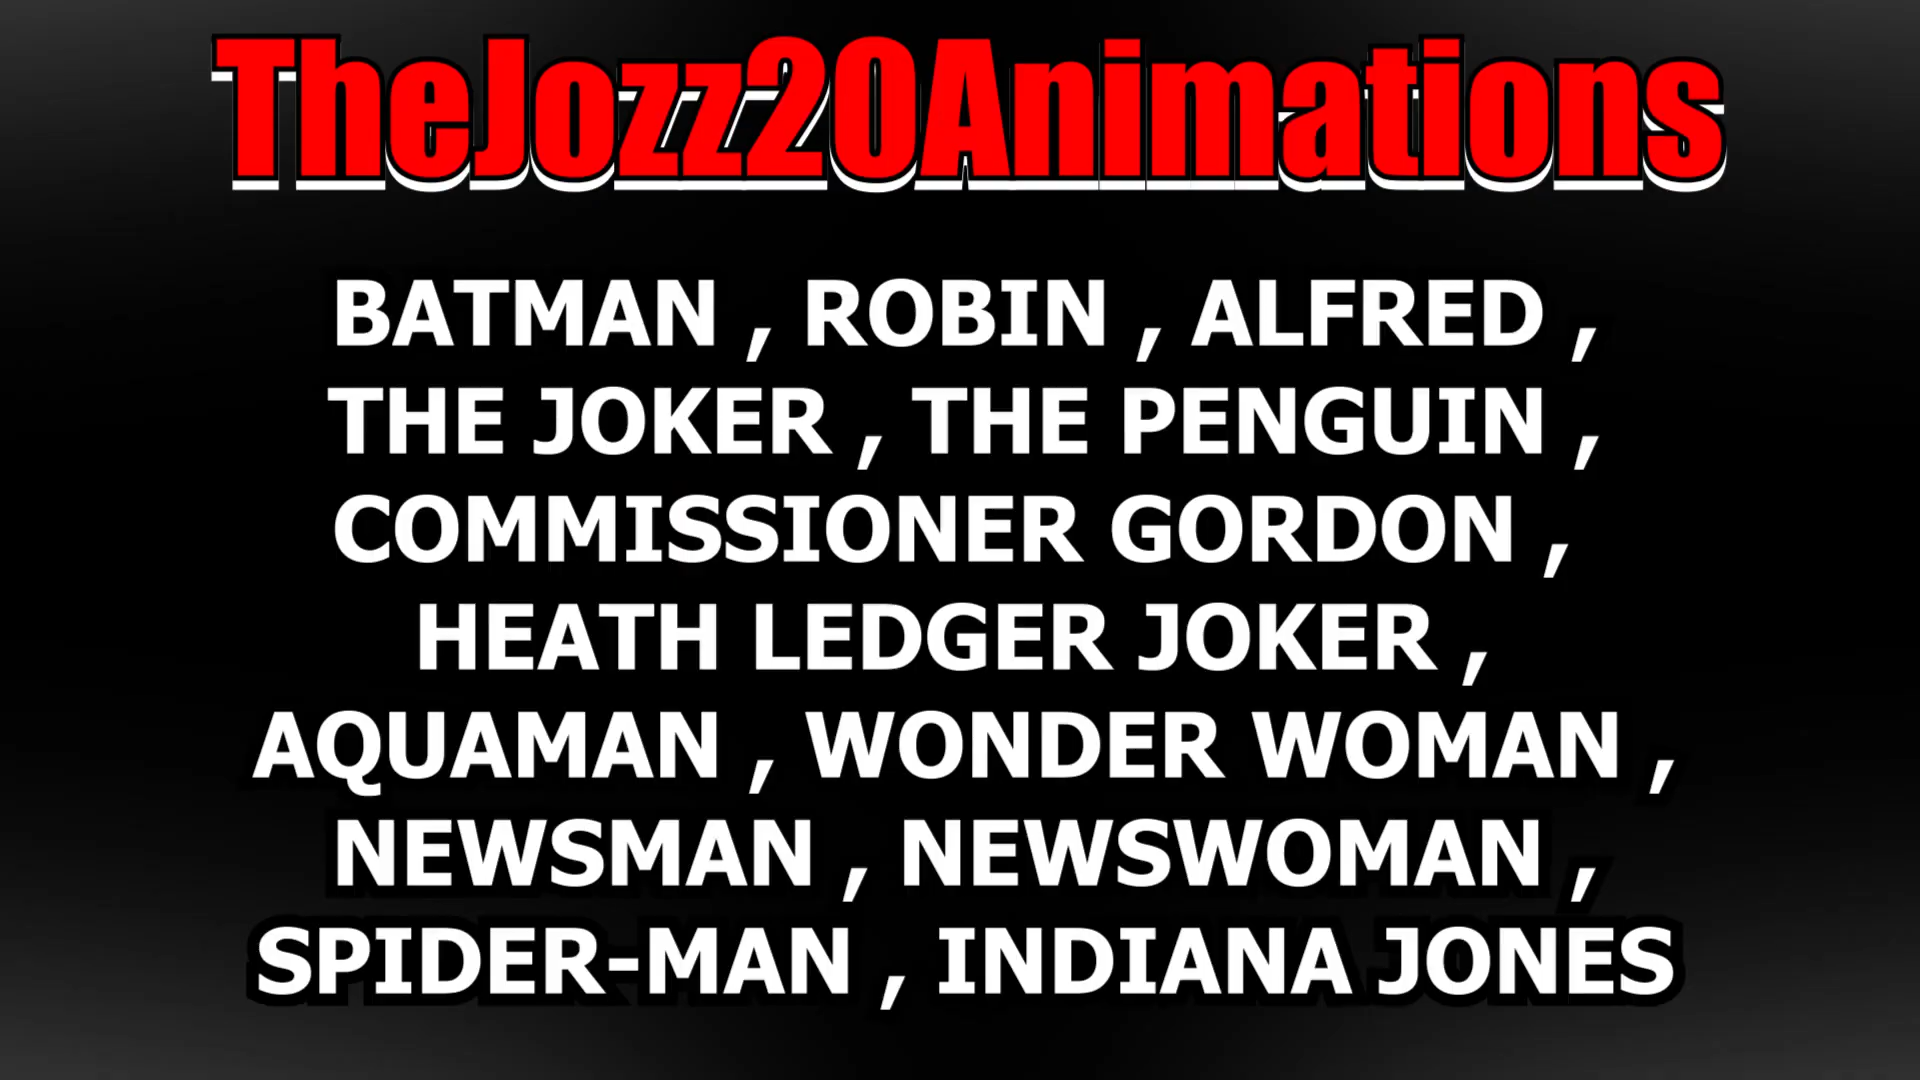 TheJozz20Animations
BATMAN , ROBIN , ALFRED ,
THE JOKER , THE PENGUIN ,
COMMISSIONER GORDON ,
HEATH LEDGER JOKER ,
AQUAMAN , WONDER WOMAN ,
NEWSMAN , NEWSWOMAN ,
SPIDER-MAN , INDIANA JONES